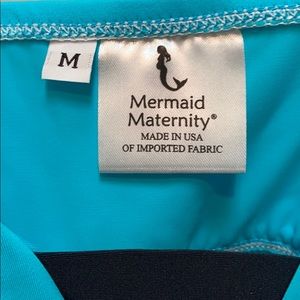 M
Mermaid
Maternity®
MADE IN USA
OF IMPORTED FABRIC